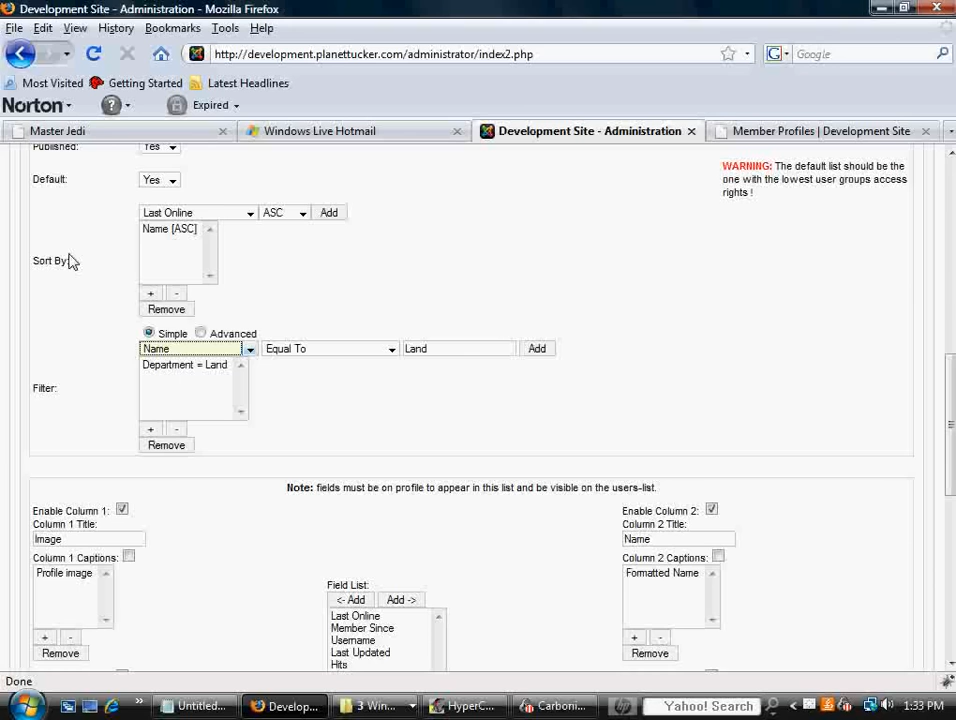 Development Site - Administration - Mozilla Firefox
File Edit View History Bookmarks Tools Help
http://development.planettucker.com/administrator/index2.php
Google
Most Visited Getting Started Latest Headlines
Norton Expired
Master Jedi Windows Live Hotmail Development Site - Administration Member Profiles | Development Site
Published: Yes
Default: Yes
WARNING: The default list should be the one with the lowest user groups access rights !
Last Online ASC Add
Name [ASC]
Sort By:
+ -
Remove
Simple Advanced
Name Equal To Land Add
Department = Land
Filter:
+ -
Remove
Note: fields must be on profile to appear in this list and be visible on the users-list.
Enable Column 1: Enable Column 2:
Column 1 Title: Column 2 Title:
Image Name
Column 1 Captions: Column 2 Captions:
Profile image Formatted Name
Field List:
<- Add Add ->
Last Online
Member Since
Username
Last Updated
Hits
+ - + -
Remove Remove
Done
Untitled... Develop... 3 Win... HyperC... Carboni... Yahoo! Search 1:33 PM